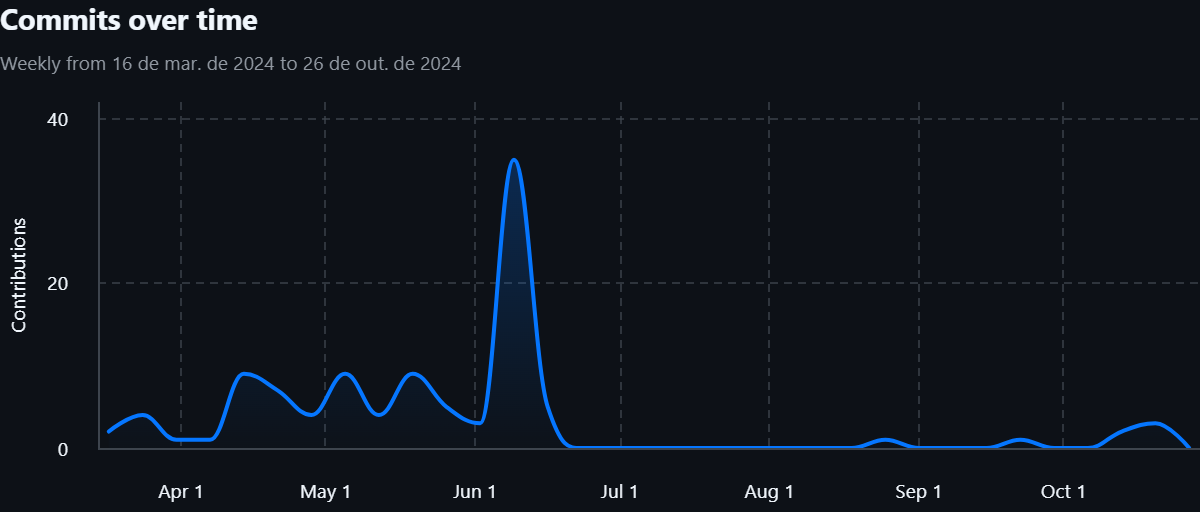 Commits over time
Weekly from 16 de mar. de 2024 to 26 de out. de 2024
40
20
0
Contributions
Apr 1
May 1
Jun 1
Jul 1
Aug 1
Sep 1
Oct 1